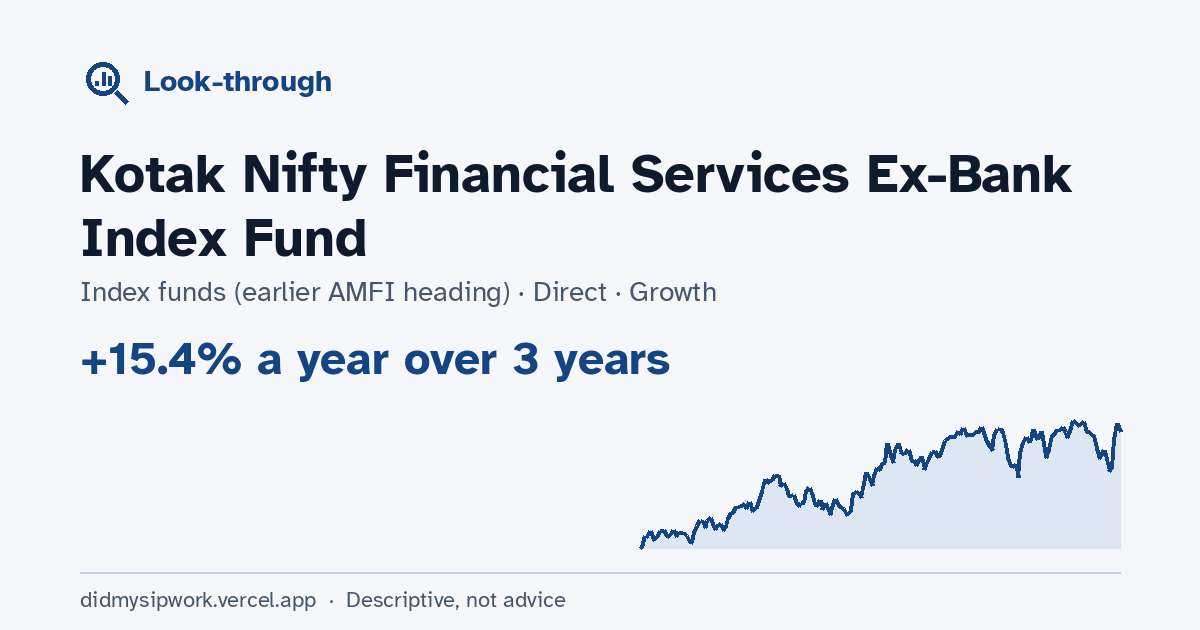 Look-through
Kotak Nifty Financial Services Ex-Bank
Index Fund
Index funds (earlier AMFI heading) · Direct · Growth
+15.4% a year over 3 years
didmysipwork.vercel.app · Descriptive, not advice